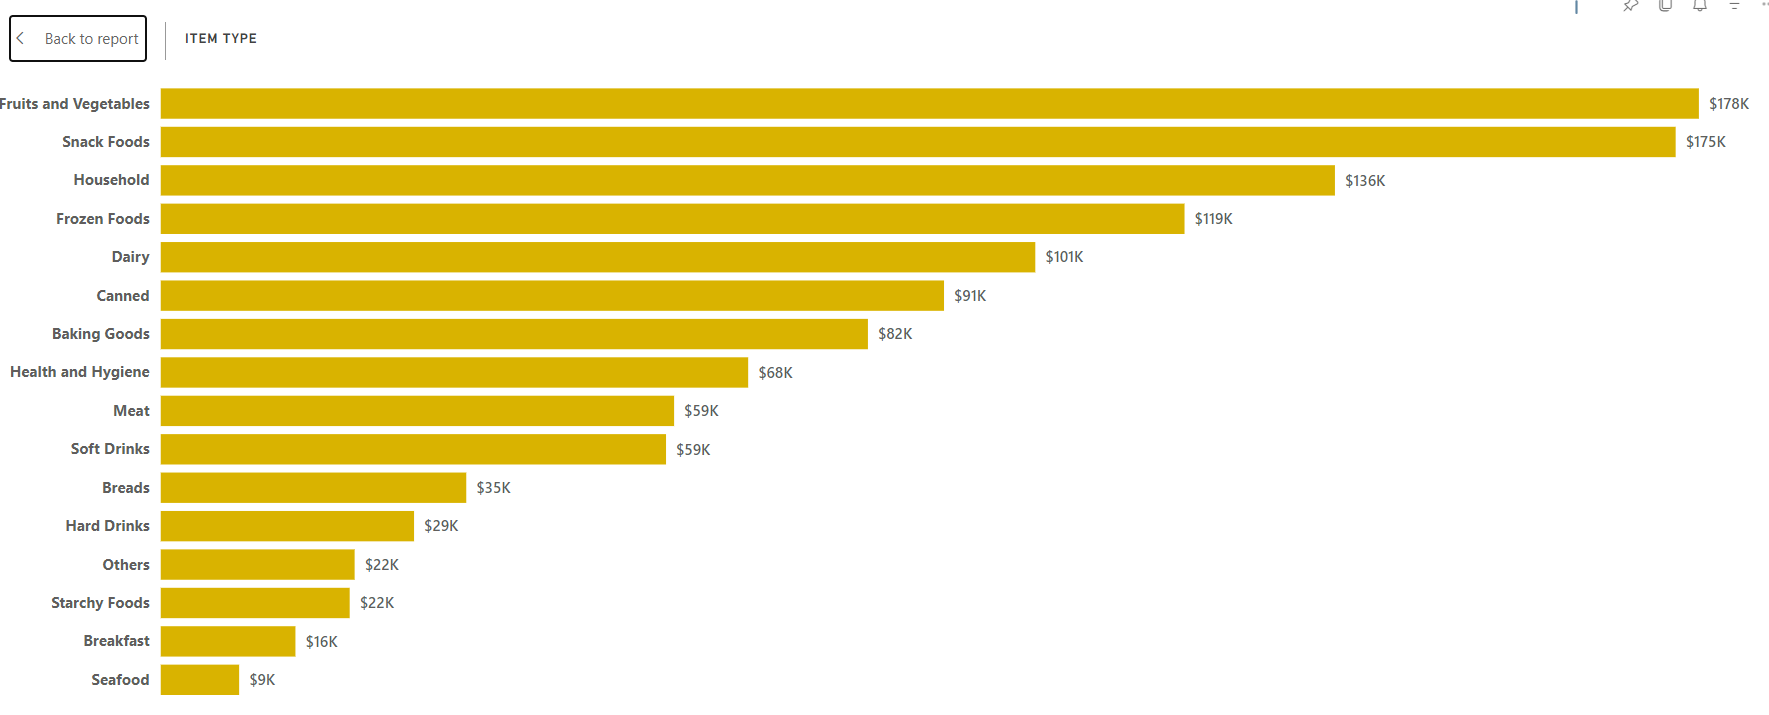 Back to report
ITEM TYPE
Fruits and Vegetables $178K
Snack Foods $175K
Household $136K
Frozen Foods $119K
Dairy $101K
Canned $91K
Baking Goods $82K
Health and Hygiene $68K
Meat $59K
Soft Drinks $59K
Breads $35K
Hard Drinks $29K
Others $22K
Starchy Foods $22K
Breakfast $16K
Seafood $9K